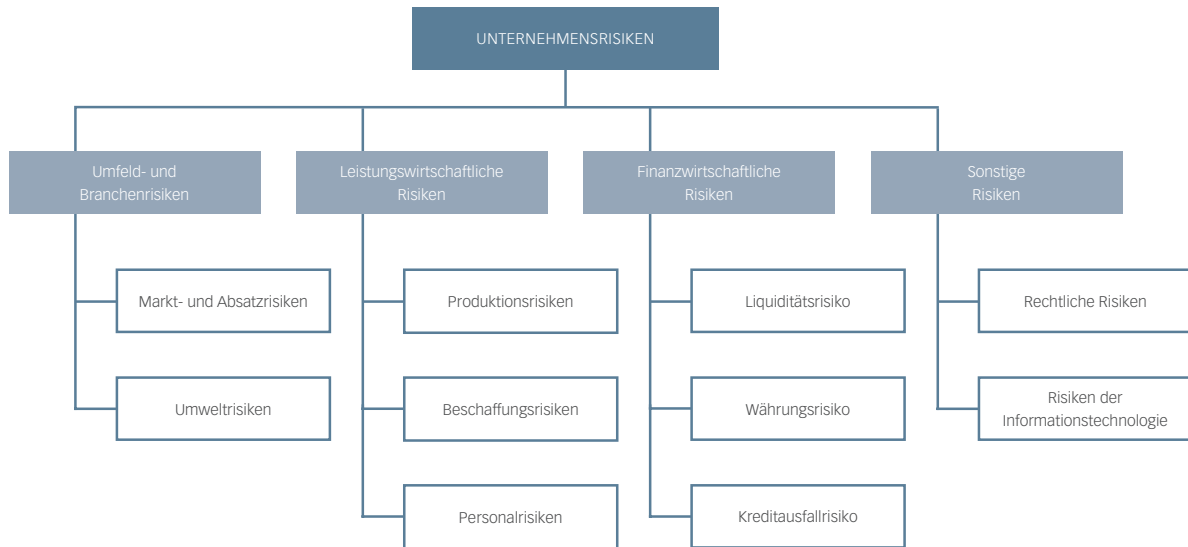 UNTERNEHMENSRISIKEN
Umfeld- und
Branchenrisiken
Leistungswirtschaftliche
Risiken
Finanzwirtschaftliche
Risiken
Sonstige
Risiken
Markt- und Absatzrisiken
Produktionsrisiken
Liquiditätsrisiko
Rechtliche Risiken
Umweltrisiken
Beschaffungsrisiken
Währungsrisiko
Risiken der
Informationstechnologie
Personalrisiken
Kreditausfallrisiko